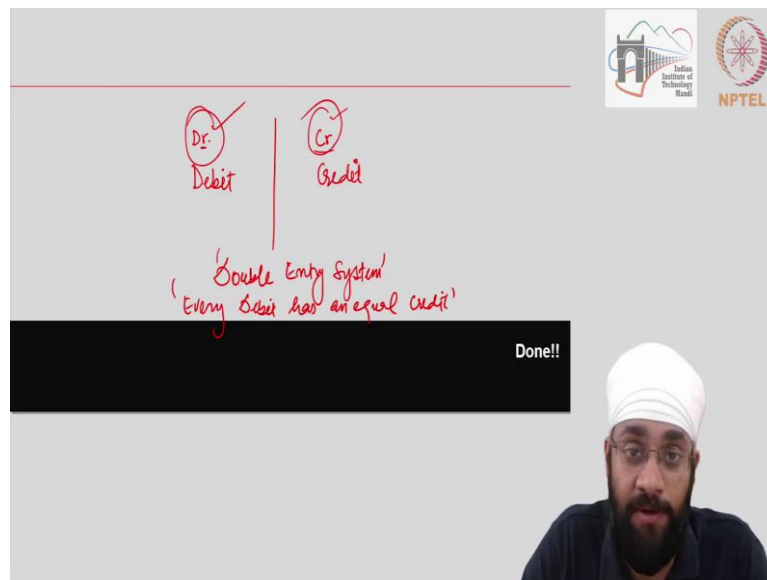 Indian
Institute of
Technology
Mandi
NPTEL
Dr.
Cr
Debit
Credit
'Double Entry System'
'Every Debit has an equal credit'
Done!!